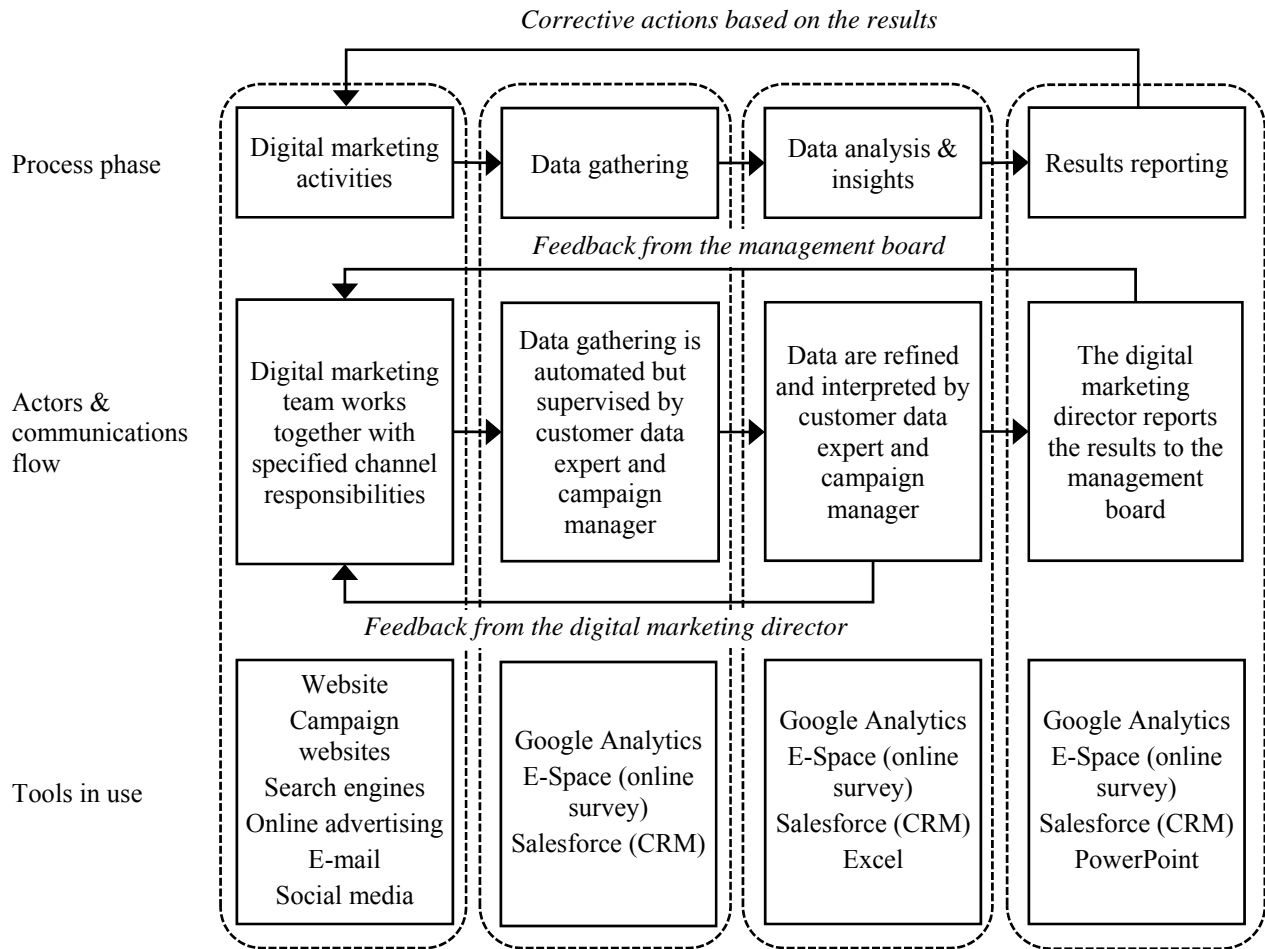 Corrective actions based on the results
Process phase
Digital marketing
activities
Data gathering
Data analysis &
insights
Results reporting
Feedback from the management board
Actors &
communications
flow
Digital marketing
team works
together with
specified channel
responsibilities
Data gathering is
automated but
supervised by
customer data
expert and
campaign
manager
Data are refined
and interpreted by
customer data
expert and
campaign
manager
The digital
marketing
director reports
the results to the
management
board
Feedback from the digital marketing director
Tools in use
Website
Campaign
websites
Search engines
Online advertising
E-mail
Social media
Google Analytics
E-Space (online
survey)
Salesforce (CRM)
Google Analytics
E-Space (online
survey)
Salesforce (CRM)
Excel
Google Analytics
E-Space (online
survey)
Salesforce (CRM)
PowerPoint